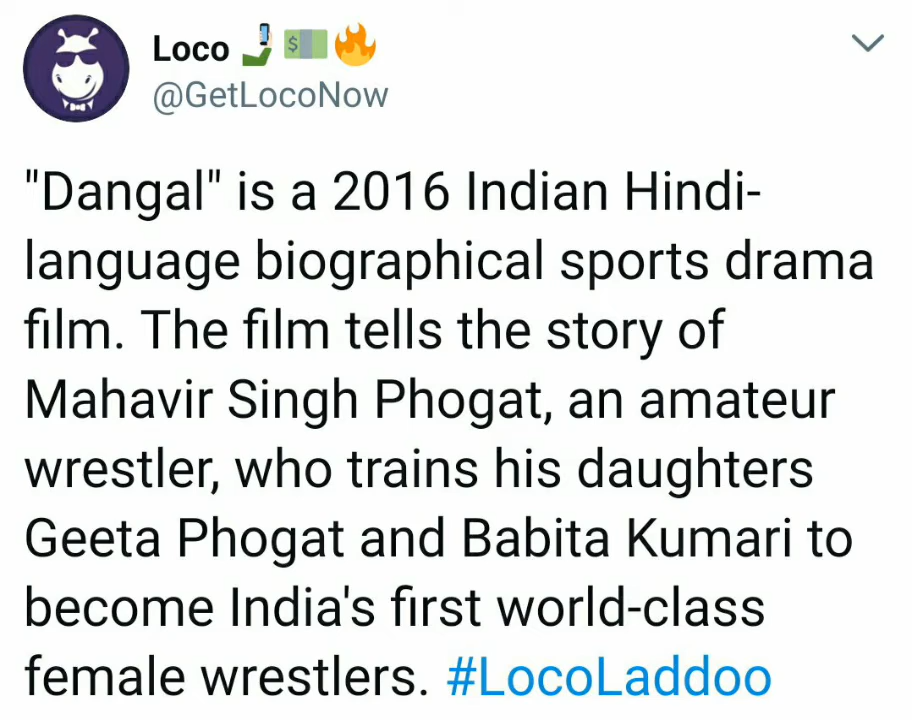 Loco 🤳💵🔥
@GetLocoNow
"Dangal" is a 2016 Indian Hindi-
language biographical sports drama
film. The film tells the story of
Mahavir Singh Phogat, an amateur
wrestler, who trains his daughters
Geeta Phogat and Babita Kumari to
become India's first world-class
female wrestlers. #LocoLaddoo